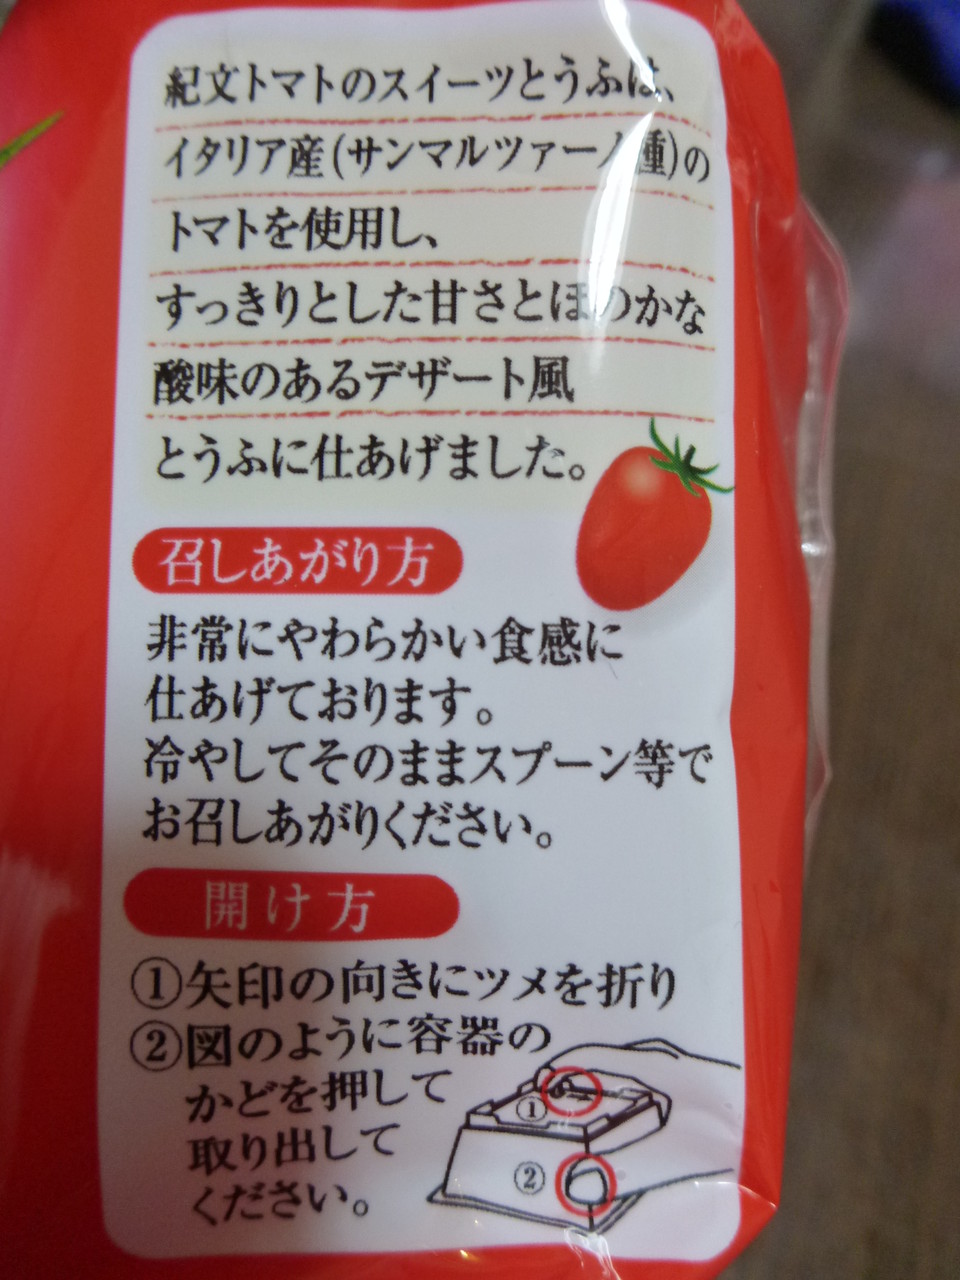 紀文トマトのスイーツとうふは、
イタリア産(サンマルツァーノ種)の
トマトを使用し、
すっきりとした甘さとほのかな
酸味のあるデザート風
とうふに仕あげました。
召しあがり方
非常にやわらかい食感に
仕あげております。
冷やしてそのままスプーン等で
お召しあがりください。
開け方
①矢印の向きにツメを折り
②図のように容器の
かどを押して
取り出して
ください。
①
②